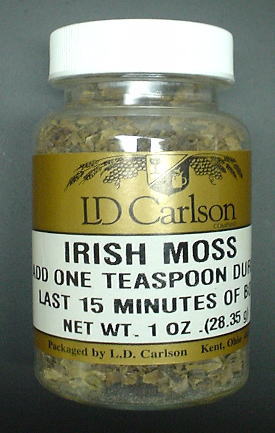 LD Carlson
COMPANY
IRISH MOSS
ADD ONE TEASPOON DUR
LAST 15 MINUTES OF B
NET WT. 1 OZ .(28.35 g)
Packaged by L.D. Carlson Kent, Ohio